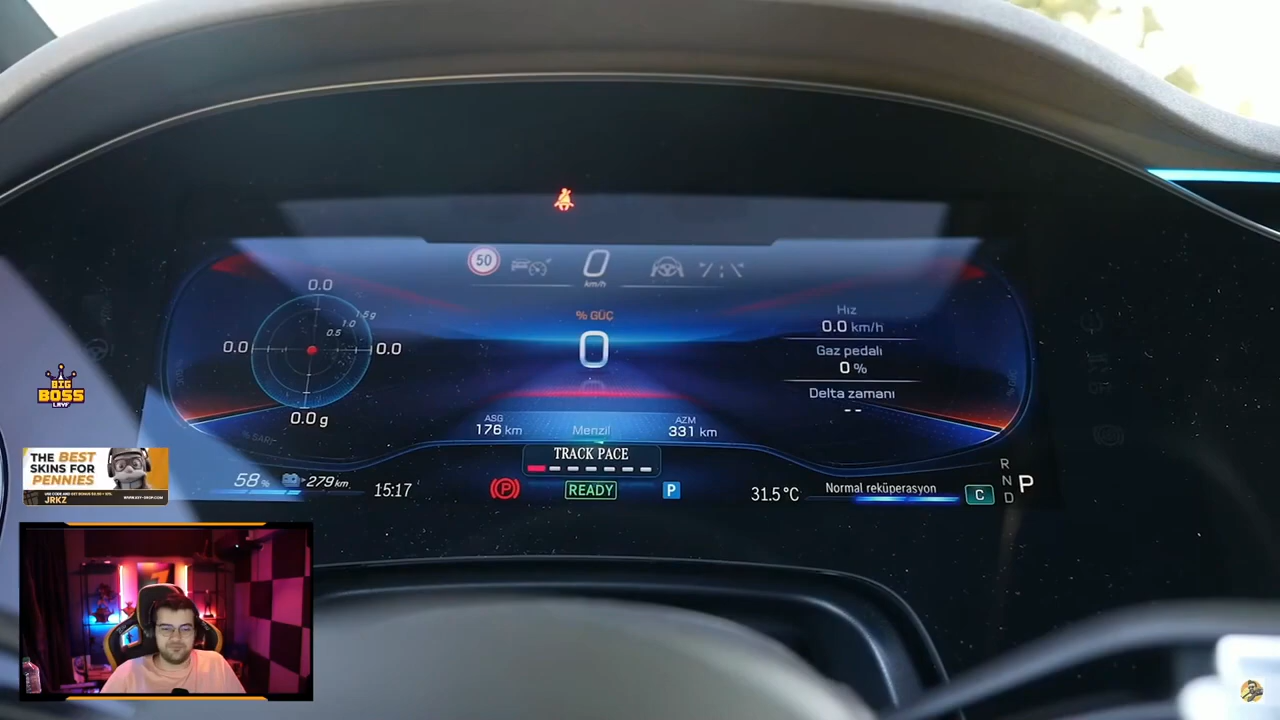 50
0
km/h
% GÜÇ
0
0.0
1.5g
1.0
0.5
0.0
0.0
0.0 g
Hız
0.0 km/h
Gaz pedalı
0 %
Delta zamanı
--
ASG
176 km
Menzil
AZM
331 km
TRACK PACE
58 %
279 km
15:17
P
READY
P
31.5°C
Normal reküperasyon
C
R
N
D
P
BIG
BOSS
THE BEST
SKINS FOR
PENNIES
JRKZ